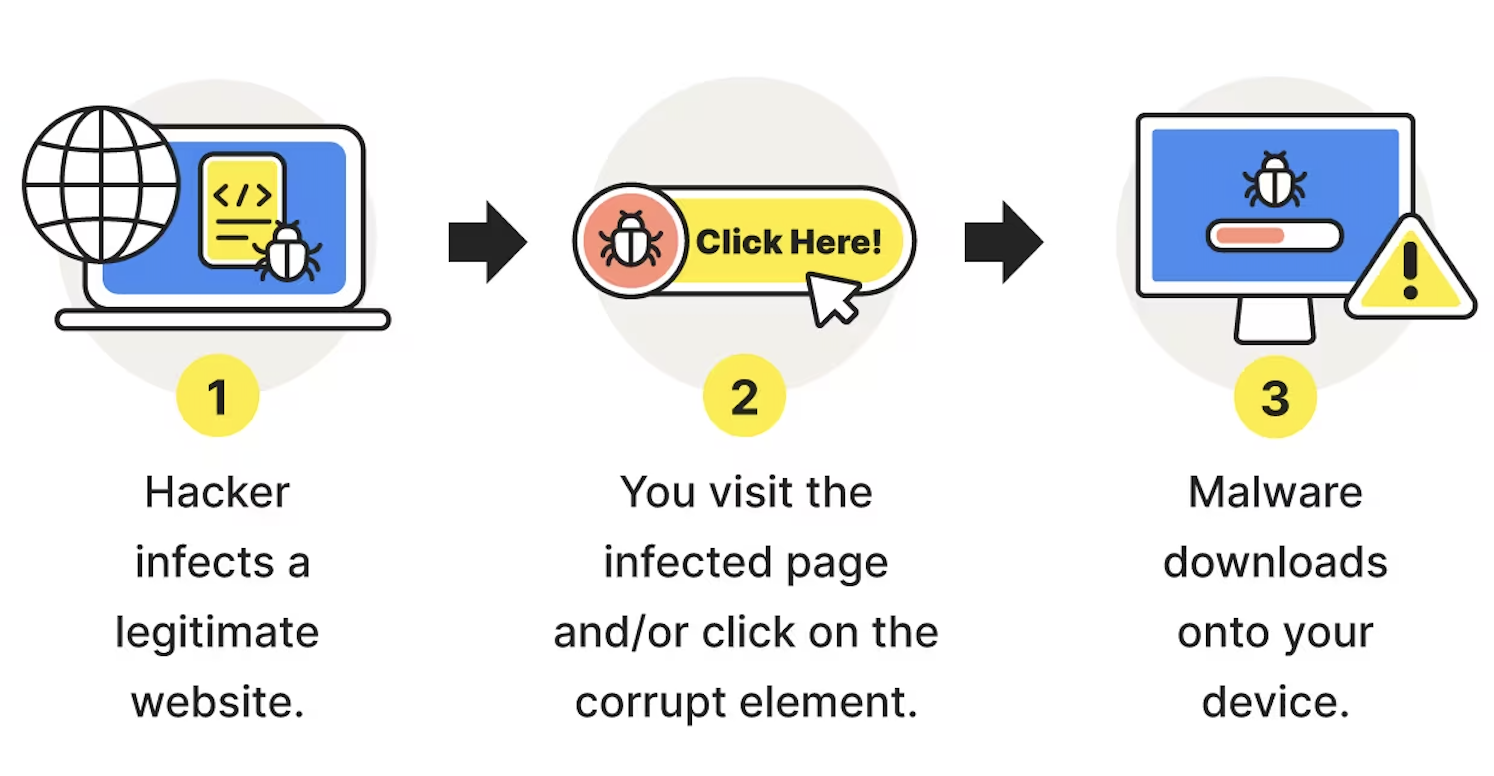 </>
Click Here!
1
Hacker
infects a
legitimate
website.
2
You visit the
infected page
and/or click on the
corrupt element.
3
Malware
downloads
onto your
device.